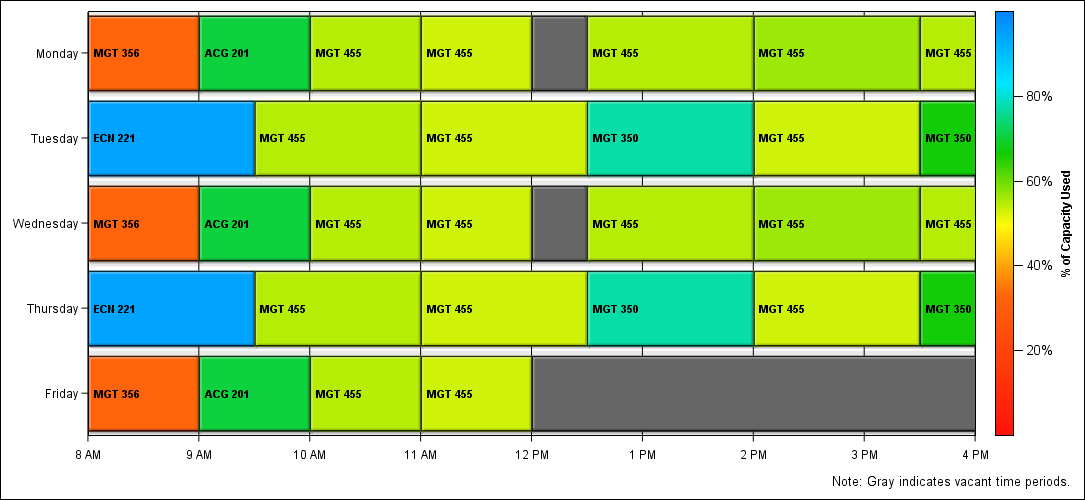 Monday MGT 356 ACG 201 MGT 455 MGT 455 MGT 455 MGT 455 MGT 455
Tuesday ECN 221 MGT 455 MGT 455 MGT 350 MGT 455 MGT 350
Wednesday MGT 356 ACG 201 MGT 455 MGT 455 MGT 455 MGT 455 MGT 455
Thursday ECN 221 MGT 455 MGT 455 MGT 350 MGT 455 MGT 350
Friday MGT 356 ACG 201 MGT 455 MGT 455
8 AM 9 AM 10 AM 11 AM 12 PM 1 PM 2 PM 3 PM 4 PM
80%
60%
40%
20%
% of Capacity Used
Note: Gray indicates vacant time periods.